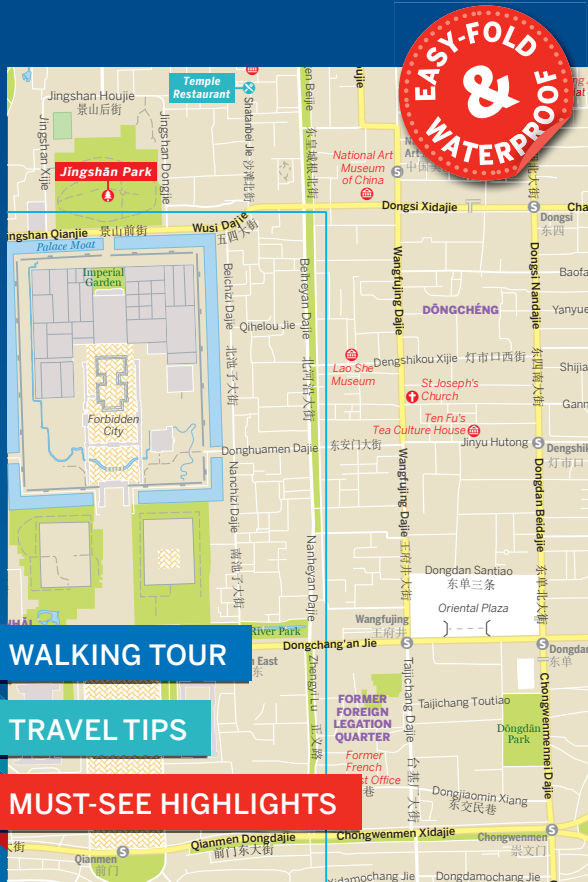 EASY-FOLD
&
WATERPROOF
Temple
Restaurant
Jingshan Houjie
景山后街
Jingshan Xijie
Jingshan Dongjie
Shatanbei Jie 沙滩北街
东皇城根北街
Jǐngshān Park
National Art
Museum
of China
Dongsi Xidajie
Dongsi
东四
Jingshan Qianjie 景山前街
Wusi Dajie
五四大街
Palace Moat
Imperial
Garden
Beichizi Dajie
北池子大街
Beiheyan Dajie
北河沿大街
Wangfujing Dajie
Dongsi Nandajie
东四南大街
DŌNGCHÉNG
Qihelou Jie
Lao She
Museum
Dengshikou Xijie 灯市口西街
St Joseph's
Church
Ten Fu's
Tea Culture House
Jinyu Hutong
灯市口
Forbidden
City
Donghuamen Dajie 东安门大街
Nanchizi Dajie
南池子大街
Nanheyan Dajie
Wangfujing Dajie 王府井大街
Dongdan Beidajie
东单北大街
Dongdan Santiao
东单三条
Oriental Plaza
River Park
Wangfujing
王府井
Dongchang'an Jie
东单
WALKING TOUR
Zhengyi Lu
正义路
Taijichang Dajie
台基厂大街
Taijichang Toutiao
FORMER
FOREIGN
LEGATION
QUARTER
Dōngdān
Park
Chongwenmennei Dajie
TRAVEL TIPS
Former
French
Office
巷
Dongjiaomin Xiang
东交民巷
MUST-SEE HIGHLIGHTS
Chongwenmen Xidajie
Chongwenmen
崇文门
Qianmen Dongdajie
前门东大街
Qianmen
前门
Dongdamochang Jie